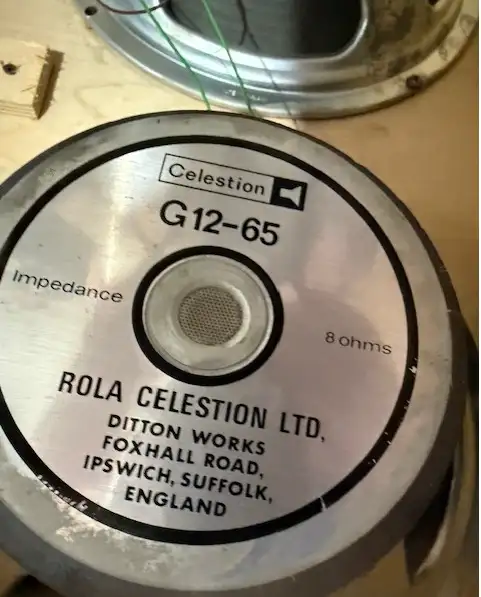 Celestion
G12-65
Impedance
8 ohms
ROLA CELESTION LTD,
DITTON WORKS
FOXHALL ROAD,
IPSWICH, SUFFOLK,
ENGLAND